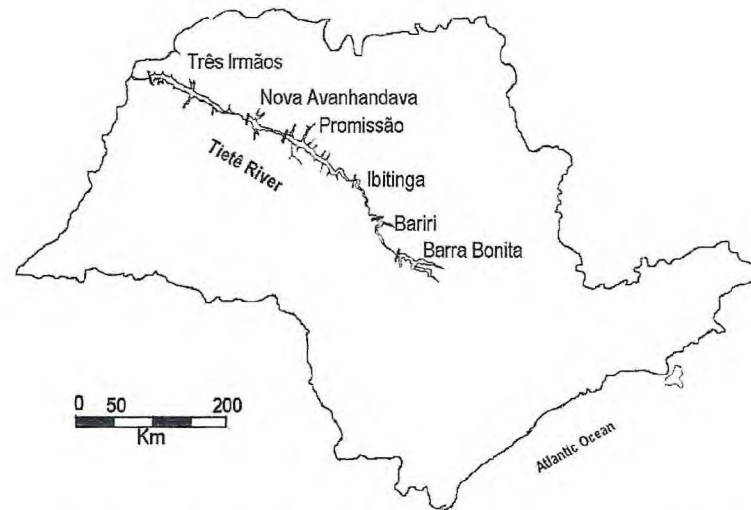 Três Irmãos
Nova Avanhandava
Promissão
Tietê River
Ibitinga
Bariri
Barra Bonita
0 50 200
Km
Atlantic Ocean